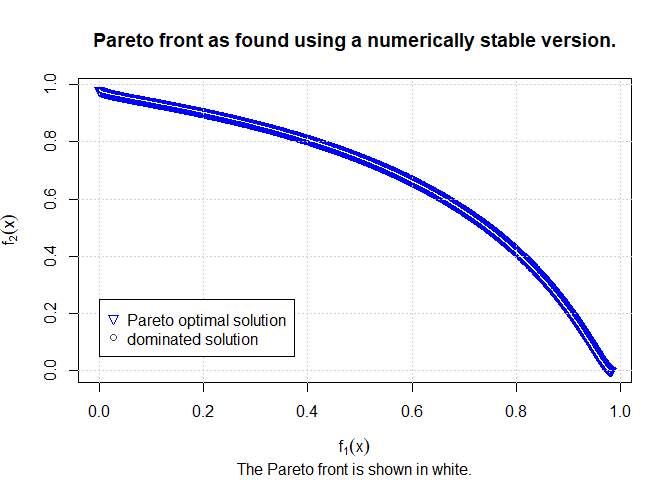 Pareto front as found using a numerically stable version.
1.0
0.8
0.6
0.4
0.2
0.0
f₂(x)
Pareto optimal solution
dominated solution
0.0 0.2 0.4 0.6 0.8 1.0
f₁(x)
The Pareto front is shown in white.